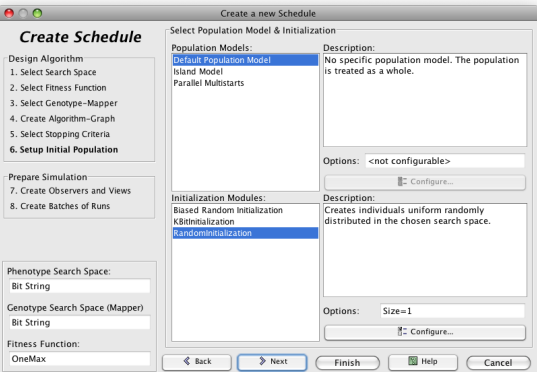 Create a new Schedule
Create Schedule
Design Algorithm
1. Select Search Space
2. Select Fitness Function
3. Select Genotype-Mapper
4. Create Algorithm-Graph
5. Select Stopping Criteria
6. Setup Initial Population
Prepare Simulation
7. Create Observers and Views
8. Create Batches of Runs
Phenotype Search Space:
Bit String
Genotype Search Space (Mapper)
Bit String
Fitness Function:
OneMax
Select Population Model & Initialization
Population Models:
Default Population Model
Island Model
Parallel Multistarts
Description:
No specific population model. The population
is treated as a whole.
Options: <not configurable>
Configure...
Initialization Modules:
Biased Random Initialization
KBitInitialization
RandomInitialization
Description:
Creates individuals uniform randomly
distributed in the chosen search space.
Options: Size=1
Configure...
Back Next Finish Help Cancel